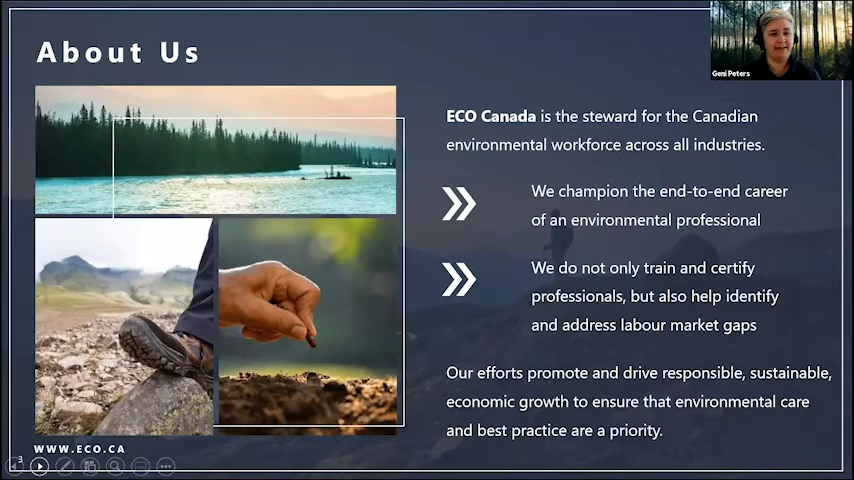 About Us
Geni Peters
ECO Canada is the steward for the Canadian
environmental workforce across all industries.
We champion the end-to-end career
of an environmental professional
We do not only train and certify
professionals, but also help identify
and address labour market gaps
Our efforts promote and drive responsible, sustainable,
economic growth to ensure that environmental care
and best practice are a priority.
WWW.ECO.CA
3